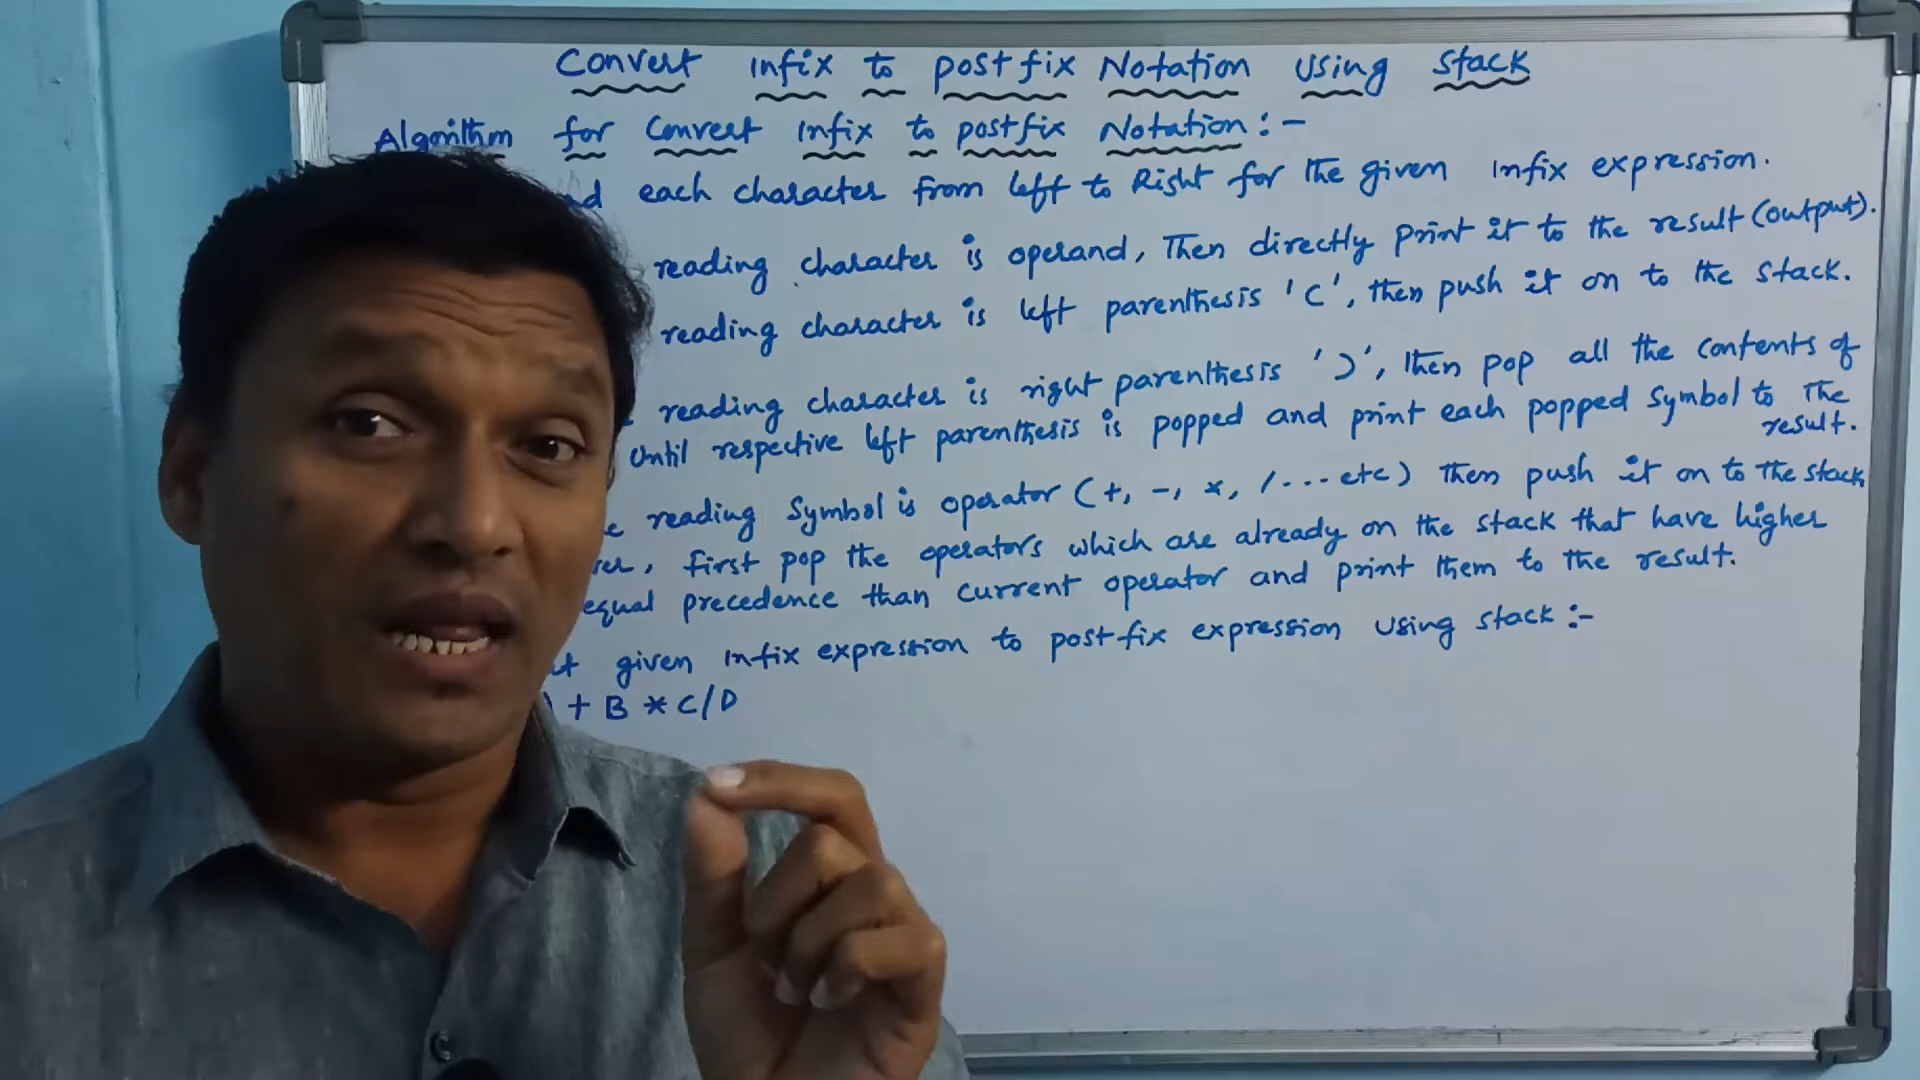 Convert Infix to postfix Notation Using Stack
Algorithm for Convert Infix to postfix Notation :-
each character from left to Right for the given Infix expression.
reading character is operand, Then directly print it to the result (output).
reading character is left parenthesis '(', then push it on to the stack.
reading character is right parenthesis ')', then pop all the contents of
Until respective left parenthesis is popped and print each popped symbol to the
result.
reading Symbol is operator (+, -, *, /...etc) then push it on to the stack
first pop the operators which are already on the stack that have higher
equal precedence than current operator and print them to the result.
given Infix expression to postfix expression using stack :-
) + B * C/D